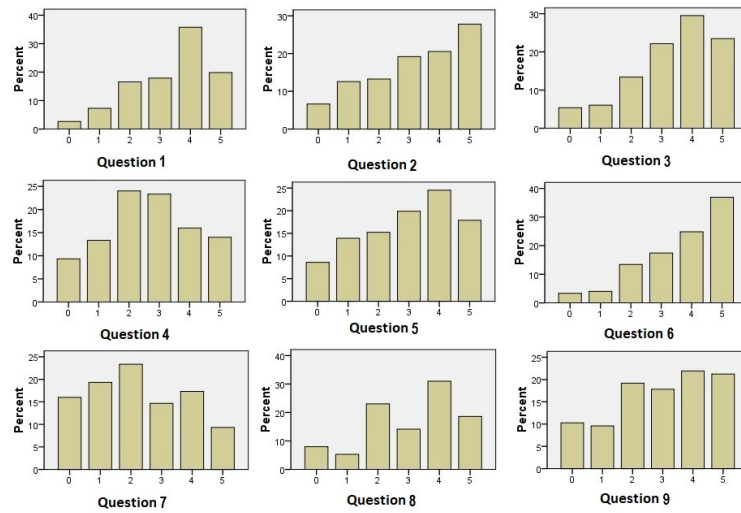 40
30
20
10
0
Percent
0 1 2 3 4 5
Question 1
30
20
10
0
Percent
0 1 2 3 4 5
Question 2
30
20
10
0
Percent
0 1 2 3 4 5
Question 3
25
20
15
10
5
0
Percent
0 1 2 3 4 5
Question 4
25
20
15
10
5
0
Percent
0 1 2 3 4 5
Question 5
40
30
20
10
0
Percent
0 1 2 3 4 5
Question 6
25
20
15
10
5
0
Percent
0 1 2 3 4 5
Question 7
40
30
20
10
0
Percent
0 1 2 3 4 5
Question 8
25
20
15
10
5
0
Percent
0 1 2 3 4 5
Question 9